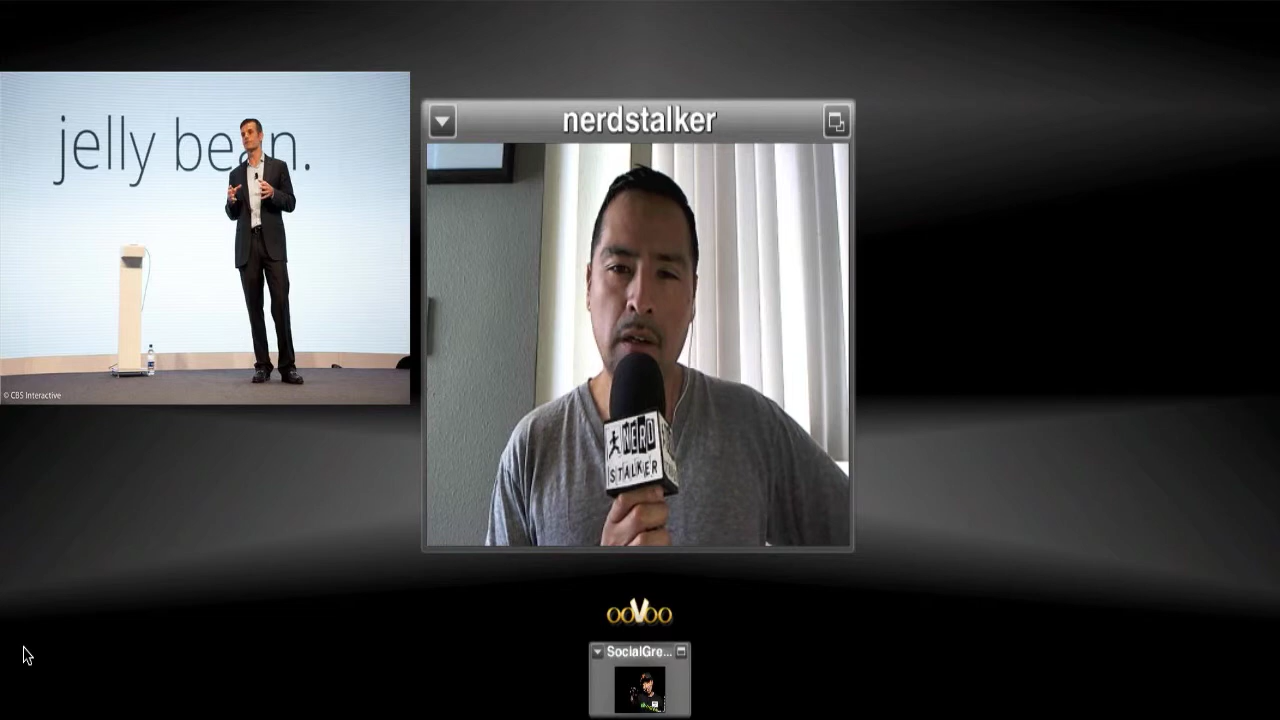 jelly bean.
© CBS Interactive
nerdstalker
NERD
STALKER
ooVoo
SocialGre...